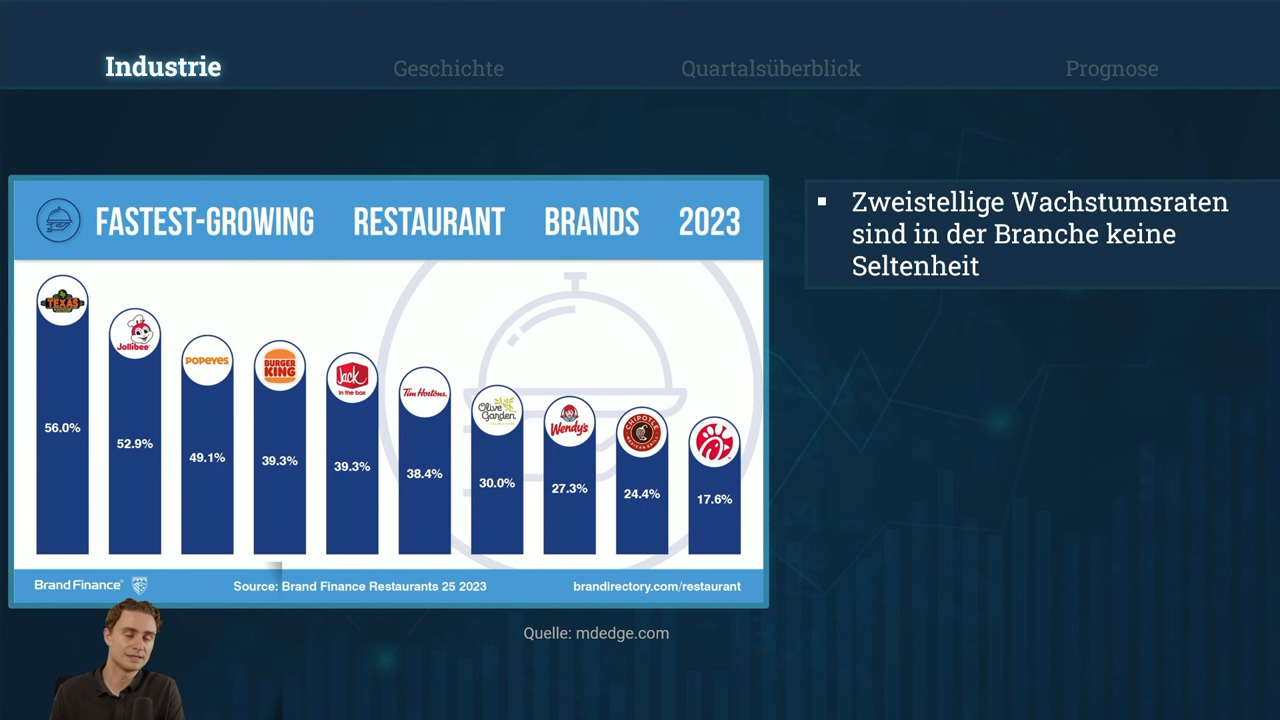 Industrie
Geschichte
Quartalsüberblick
Prognose
FASTEST-GROWING RESTAURANT BRANDS 2023
TEXAS
Jollibee
POPEYES
BURGER
KING
Jack
in the box
Tim Hortons.
Olive
Garden
Wendy's
CHIPOTLE
MEXICAN GRILL
56.0%
52.9%
49.1%
39.3%
39.3%
38.4%
30.0%
27.3%
24.4%
17.6%
Brand Finance®
Source: Brand Finance Restaurants 25 2023
brandirectory.com/restaurant
Quelle: mdedge.com
▪ Zweistellige Wachstumsraten
sind in der Branche keine
Seltenheit